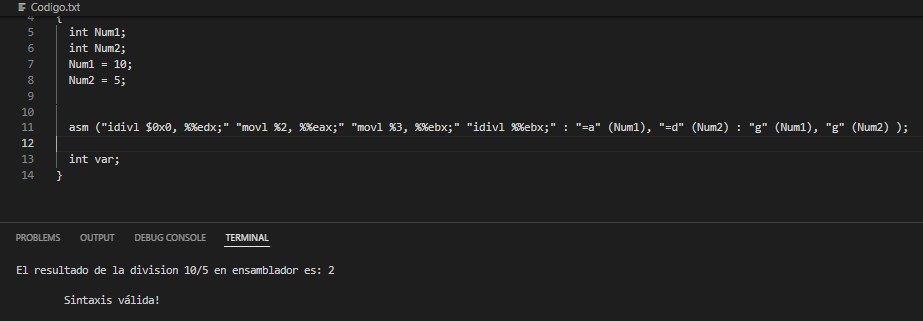 Codigo.txt
4 {
5 int Num1;
6 int Num2;
7 Num1 = 10;
8 Num2 = 5;
9
10
11 asm ("idivl $0x0, %%edx;" "movl %2, %%eax;" "movl %3, %%ebx;" "idivl %%ebx;" : "=a" (Num1), "=d" (Num2) : "g" (Num1), "g" (Num2) );
12
13 int var;
14 }
PROBLEMS OUTPUT DEBUG CONSOLE TERMINAL
El resultado de la division 10/5 en ensamblador es: 2
Sintaxis válida!